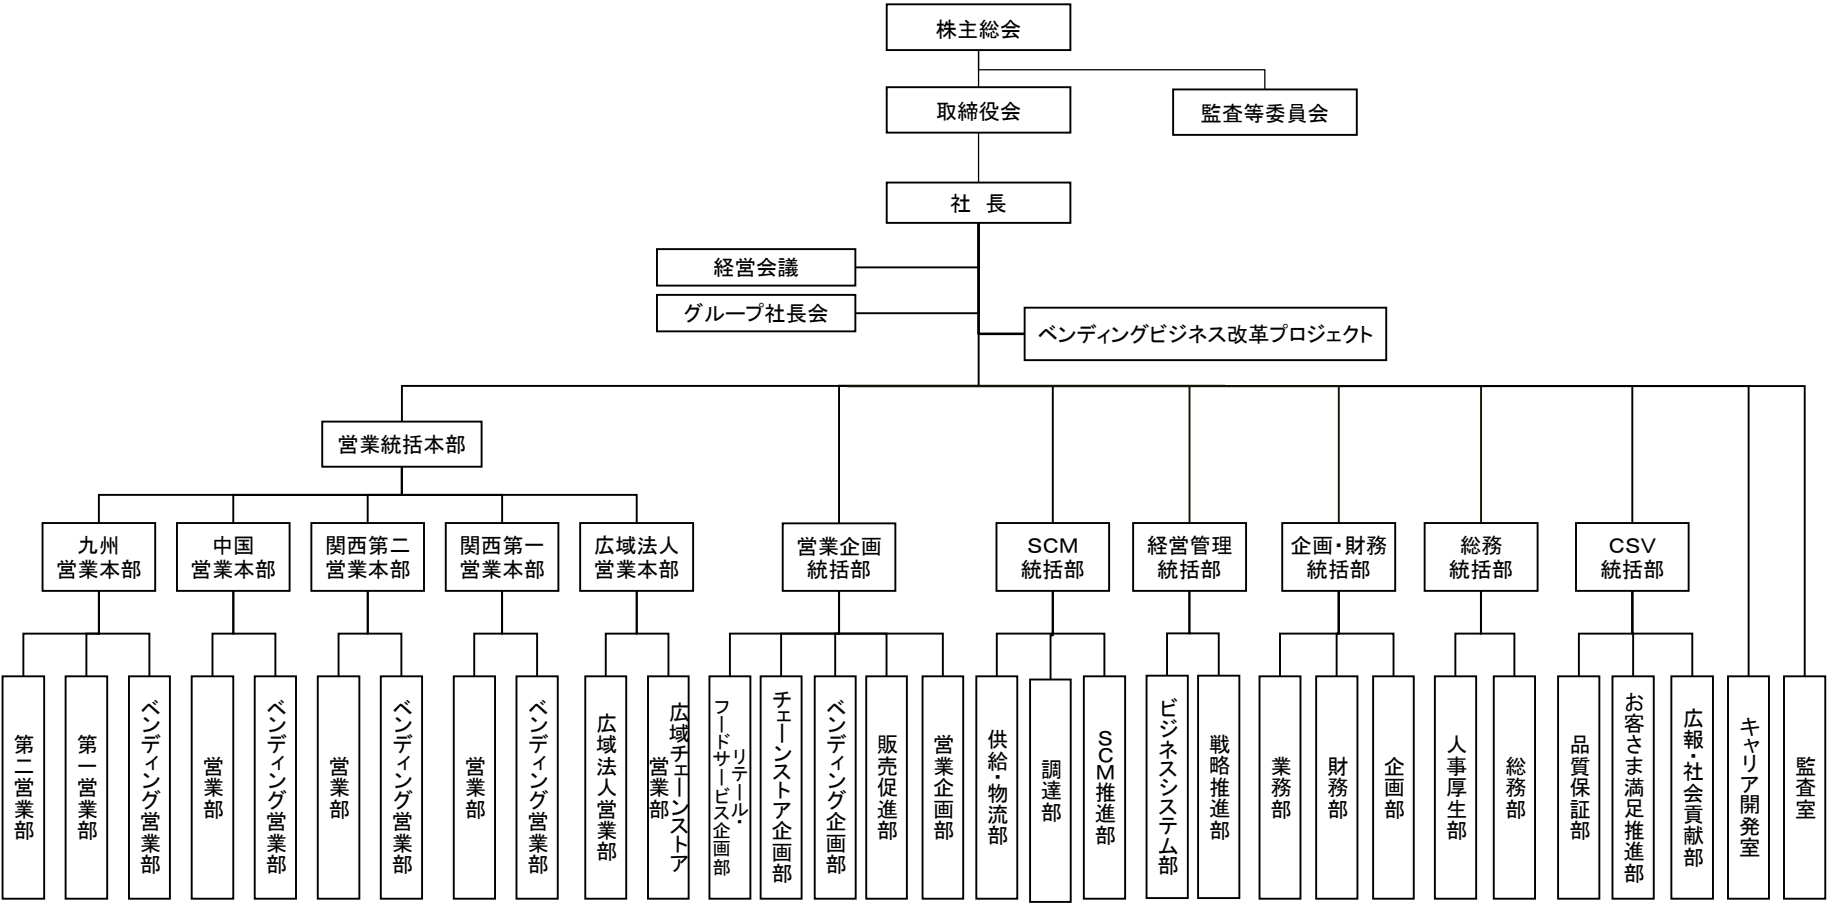 株主総会
取締役会
監査等委員会
社　長
経営会議
グループ社長会
ベンディングビジネス改革プロジェクト
営業統括本部
九州
営業本部
中国
営業本部
関西第二
営業本部
関西第一
営業本部
広域法人
営業本部
営業企画
統括部
SCM
統括部
経営管理
統括部
企画・財務
統括部
総務
統括部
CSV
統括部
第二営業部
第一営業部
ベンディング営業部
営業部
ベンディング営業部
営業部
ベンディング営業部
営業部
ベンディング営業部
広域法人営業部
広域チェーンストア
営業部
リテール・
フードサービス企画部
チェーンストア企画部
ベンディング企画部
販売促進部
営業企画部
供給・物流部
調達部
SCM推進部
ビジネスシステム部
戦略推進部
業務部
財務部
企画部
人事厚生部
総務部
品質保証部
お客さま満足推進部
広報・社会貢献部
キャリア開発室
監査室